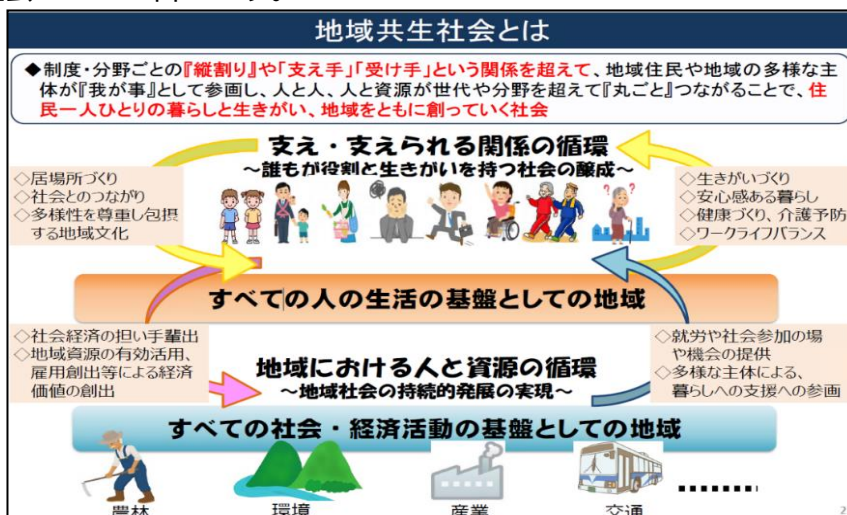 地域共生社会とは
◆制度・分野ごとの『縦割り』や「支え手」「受け手」という関係を超えて、地域住民や地域の多様な主
体が『我が事』として参画し、人と人、人と資源が世代や分野を超えて『丸ごと』つながることで、住
民一人ひとりの暮らしと生きがい、地域をともに創っていく社会
支え・支えられる関係の循環
～誰もが役割と生きがいを持つ社会の醸成～
◇居場所づくり
◇社会とのつながり
◇多様性を尊重し包摂
する地域文化
◇生きがいづくり
◇安心感ある暮らし
◇健康づくり、介護予防
◇ワークライフバランス
すべての人の生活の基盤としての地域
◇社会経済の担い手輩出
◇地域資源の有効活用、
雇用創出等による経済
価値の創出
地域における人と資源の循環
～地域社会の持続的発展の実現～
◇就労や社会参加の場
や機会の提供
◇多様な主体による、
暮らしへの支援への参画
すべての社会・経済活動の基盤としての地域
農林
環境
産業
交通
2